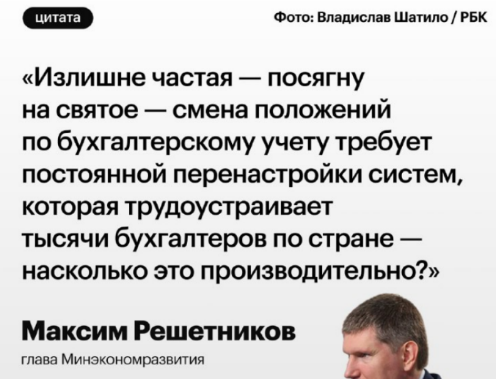 цитата
Фото: Владислав Шатило / РБК
«Излишне частая — посягну
на святое — смена положений
по бухгалтерскому учету требует
постоянной перенастройки систем,
которая трудоустраивает
тысячи бухгалтеров по стране —
насколько это производительно?»
Максим Решетников
глава Минэкономразвития